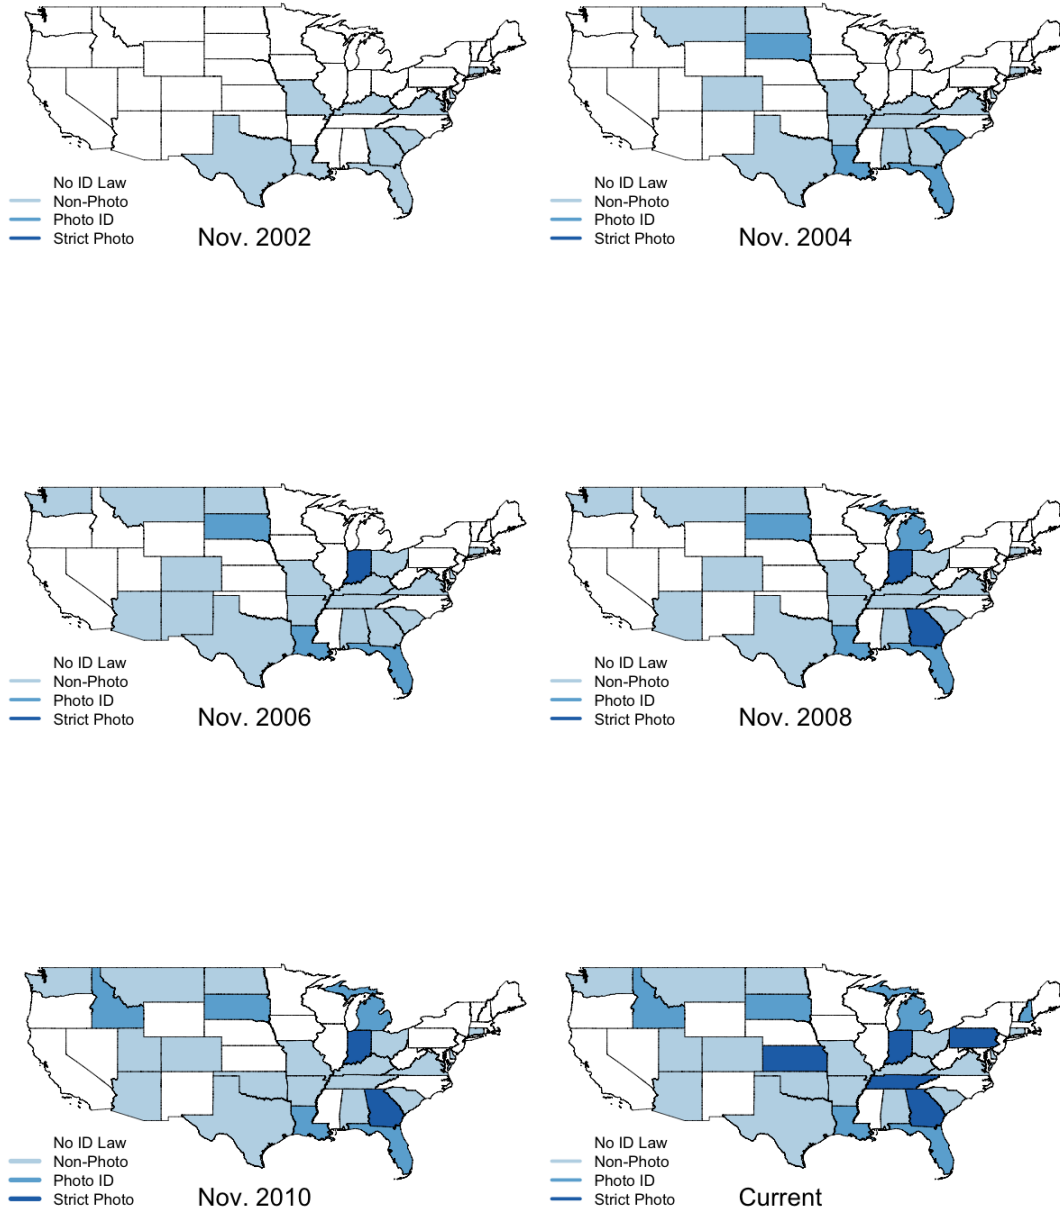 No ID Law
Non-Photo
Photo ID
Strict Photo
Nov. 2002
No ID Law
Non-Photo
Photo ID
Strict Photo
Nov. 2004
No ID Law
Non-Photo
Photo ID
Strict Photo
Nov. 2006
No ID Law
Non-Photo
Photo ID
Strict Photo
Nov. 2008
No ID Law
Non-Photo
Photo ID
Strict Photo
Nov. 2010
No ID Law
Non-Photo
Photo ID
Strict Photo
Current